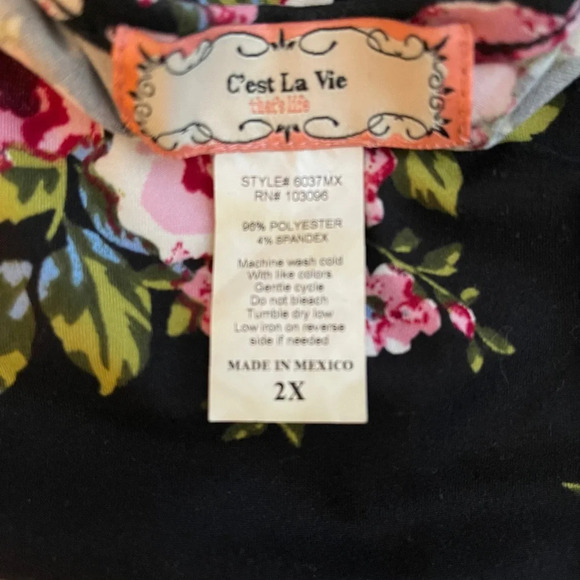 C'est La Vie
that's life
STYLE# 6037MX
RN# 103096
96% POLYESTER
4% SPANDEX
Machine wash cold
With like colors
Gentle cycle
Do not bleach
Tumble dry low
Low iron on reverse
side if needed
MADE IN MEXICO
2X